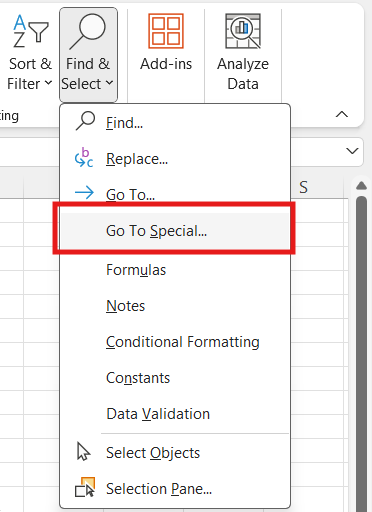 Sort &
Filter
Find &
Select
Add-ins
Analyze
Data
ting
Find...
Replace...
Go To...
S
Go To Special...
Formulas
Notes
Conditional Formatting
Constants
Data Validation
Select Objects
Selection Pane...